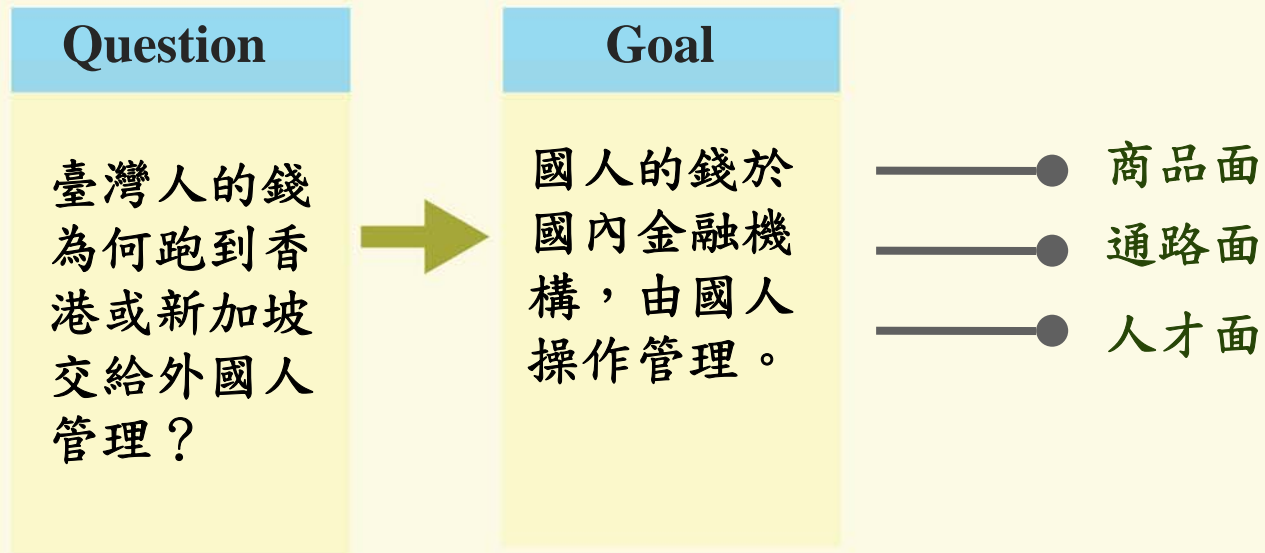 Question
臺灣人的錢
為何跑到香
港或新加坡
交給外國人
管理？
Goal
國人的錢於
國內金融機
構，由國人
操作管理。
商品面
通路面
人才面